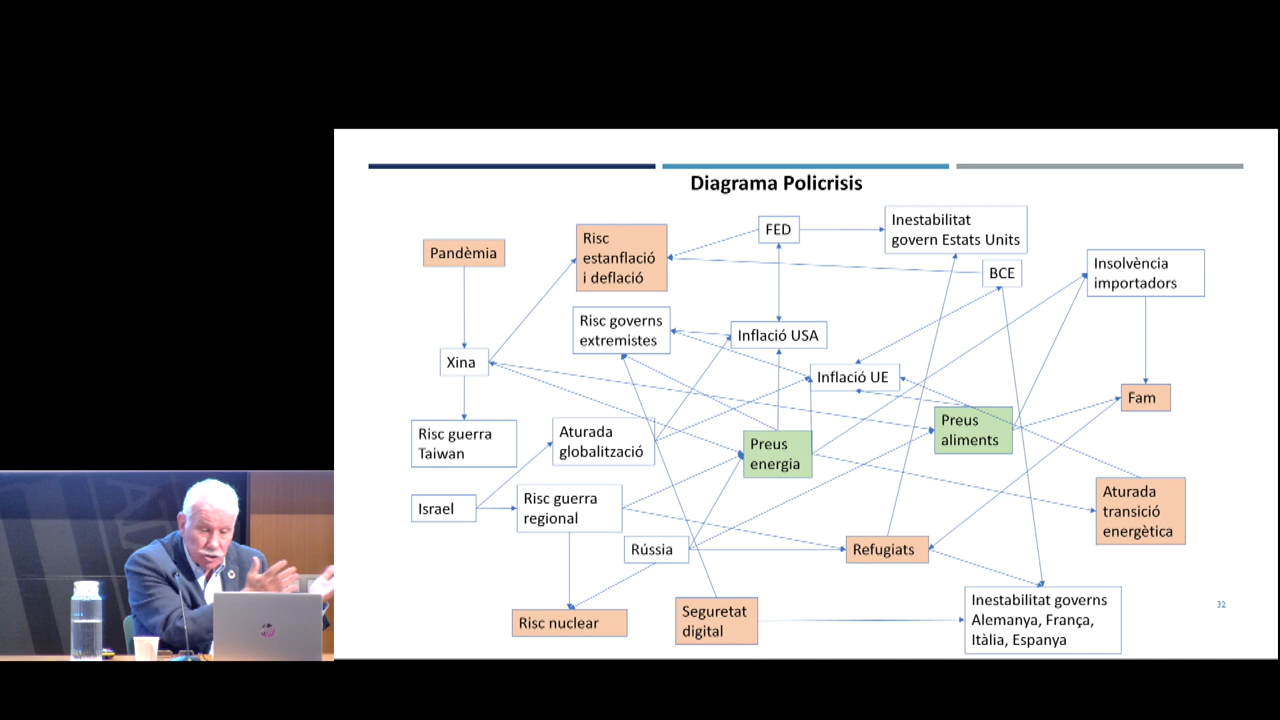 Diagrama Policrisis
Pandèmia
Risc
estanflació
i deflació
FED
Inestabilitat
govern Estats Units
BCE
Insolvència
importadors
Risc governs
extremistes
Inflació USA
Xina
Inflació UE
Fam
Risc guerra
Taiwan
Aturada
globalització
Preus
energia
Preus
aliments
Israel
Risc guerra
regional
Aturada
transició
energètica
Rússia
Refugiats
Risc nuclear
Seguretat
digital
Inestabilitat governs
Alemanya, França,
Itàlia, Espanya
32